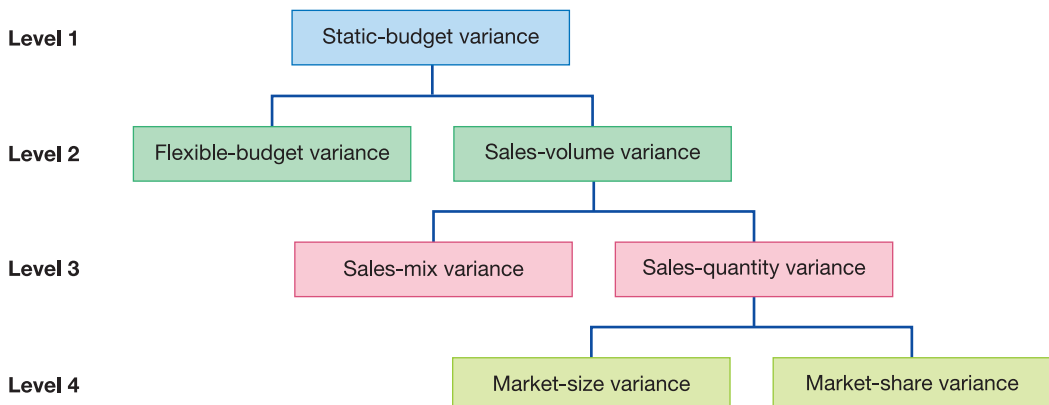 Level 1
Static-budget variance
Level 2
Flexible-budget variance
Sales-volume variance
Level 3
Sales-mix variance
Sales-quantity variance
Level 4
Market-size variance
Market-share variance